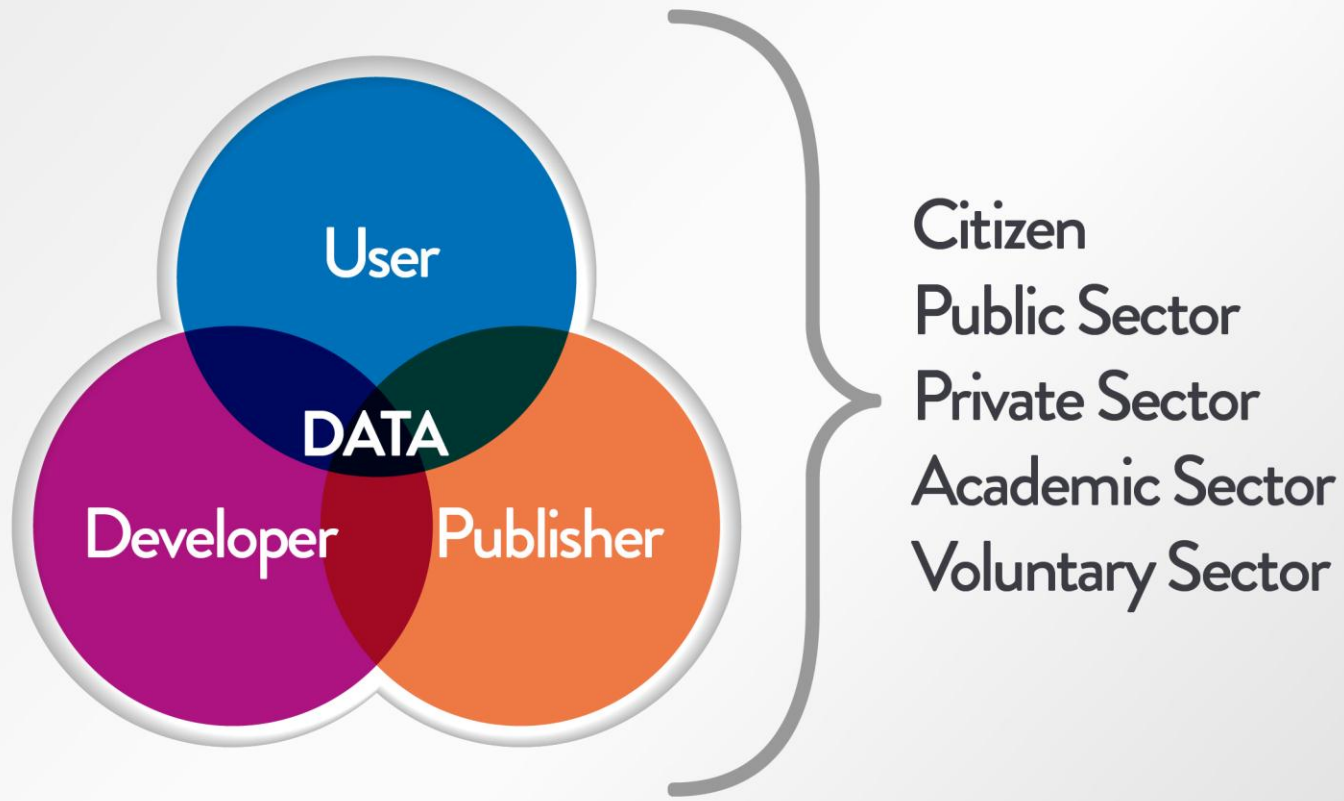 User
DATA
Developer
Publisher
Citizen
Public Sector
Private Sector
Academic Sector
Voluntary Sector